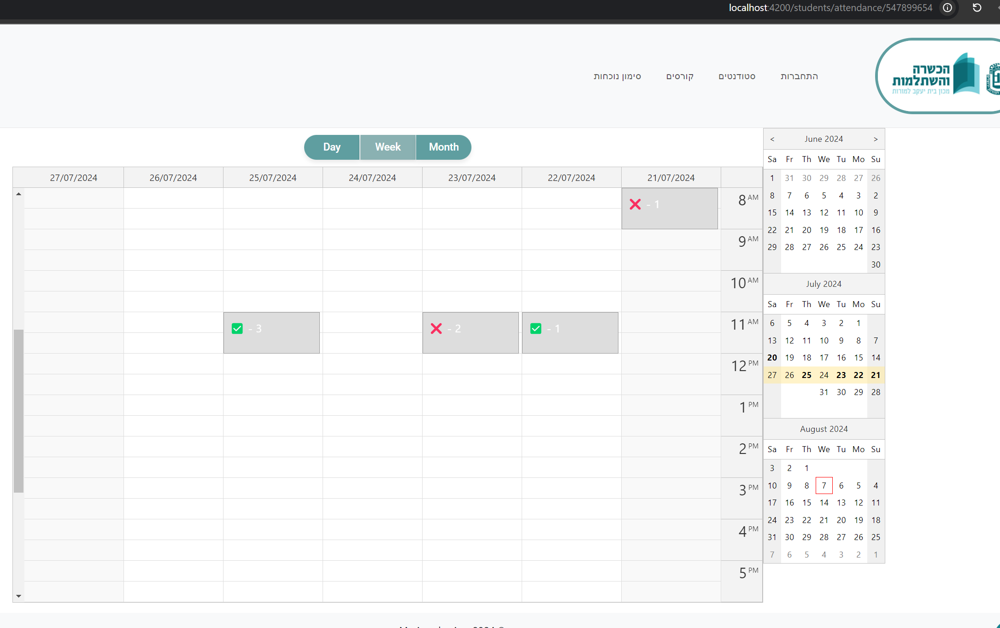 localhost:4200/students/attendance/547899654
התחברות סטודנטים קורסים סימון נוכחות
הכשרה
והשתלמות
מכון בית יעקב למורות
Day Week Month
27/07/2024 26/07/2024 25/07/2024 24/07/2024 23/07/2024 22/07/2024 21/07/2024
8 AM
❌ - 1
9 AM
10 AM
11 AM
✅ - 3
❌ - 2
✅ - 1
12 PM
1 PM
2 PM
3 PM
4 PM
5 PM
< June 2024 >
Sa Fr Th We Tu Mo Su
1 31 30 29 28 27 26
8 7 6 5 4 3 2
15 14 13 12 11 10 9
22 21 20 19 18 17 16
29 28 27 26 25 24 23
30
July 2024
Sa Fr Th We Tu Mo Su
6 5 4 3 2 1
13 12 11 10 9 8 7
20 19 18 17 16 15 14
27 26 25 24 23 22 21
31 30 29 28
August 2024
Sa Fr Th We Tu Mo Su
3 2 1
10 9 8 7 6 5 4
17 16 15 14 13 12 11
24 23 22 21 20 19 18
31 30 29 28 27 26 25
7 6 5 4 3 2 1